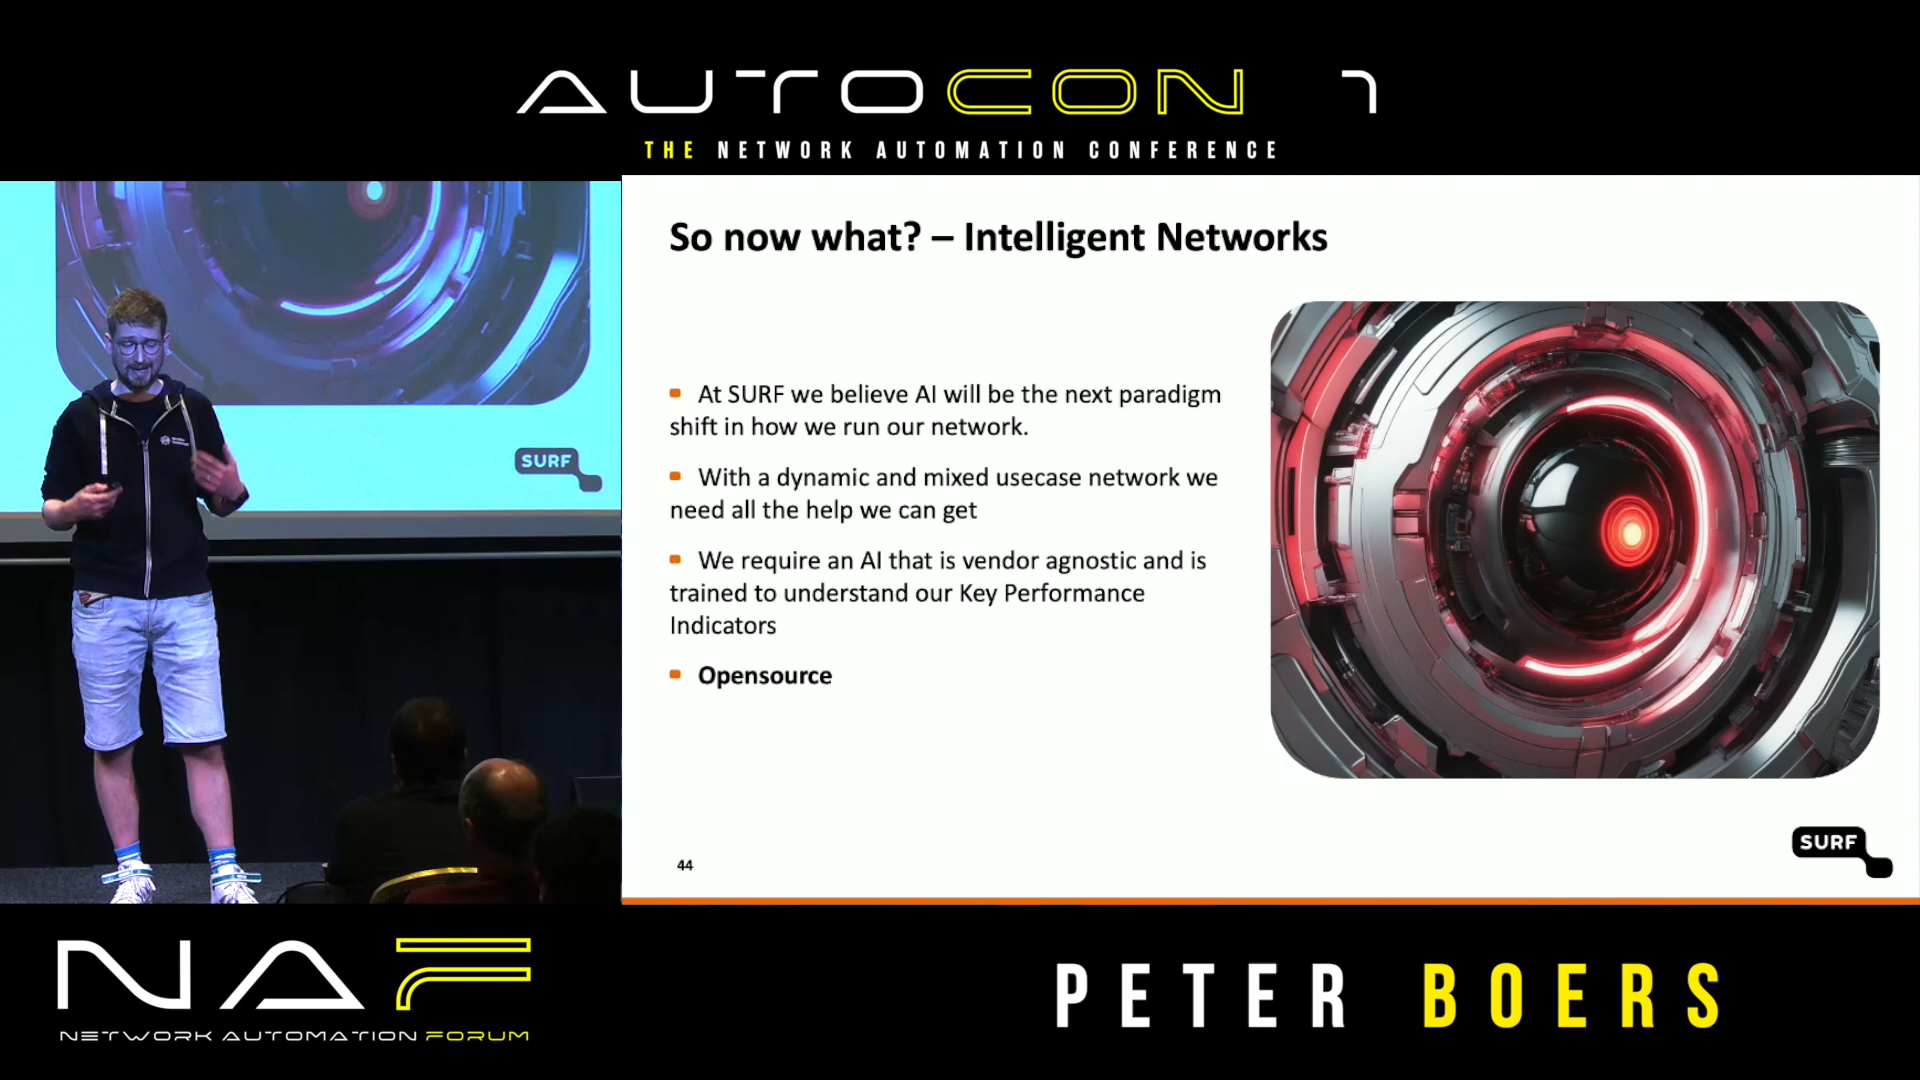 AUTOCON 1
THE NETWORK AUTOMATION CONFERENCE
So now what? – Intelligent Networks
At SURF we believe AI will be the next paradigm
shift in how we run our network.
With a dynamic and mixed usecase network we
need all the help we can get
We require an AI that is vendor agnostic and is
trained to understand our Key Performance
Indicators
Opensource
44
SURF
SURF
NAF
NETWORK AUTOMATION FORUM
PETER BOERS